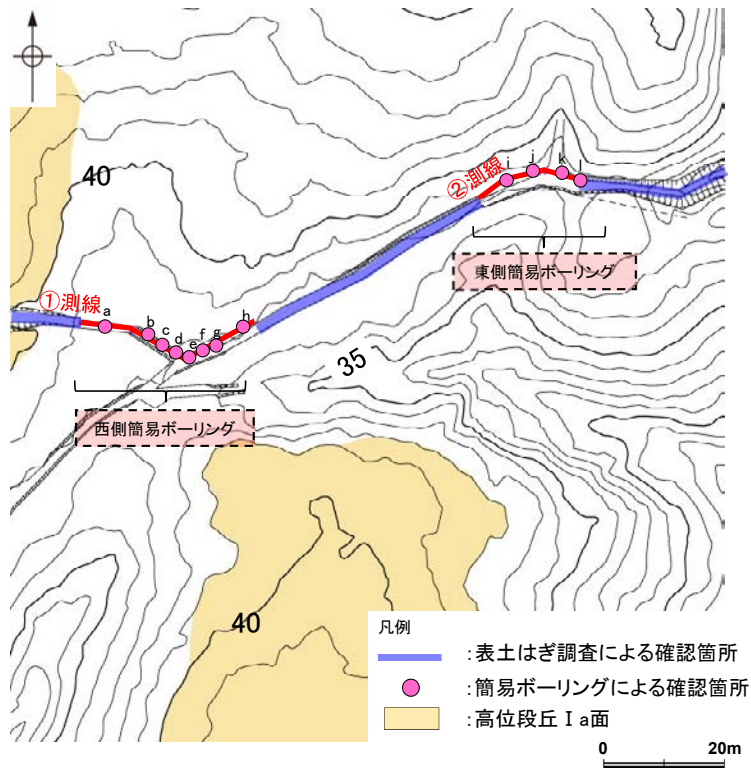 40
②測線
i
j
k
l
東側簡易ボーリング
①測線
a
b
c
d
e
f
g
h
35
西側簡易ボーリング
40
凡例
:表土はぎ調査による確認箇所
:簡易ボーリングによる確認箇所
:高位段丘Ⅰa面
0 20m